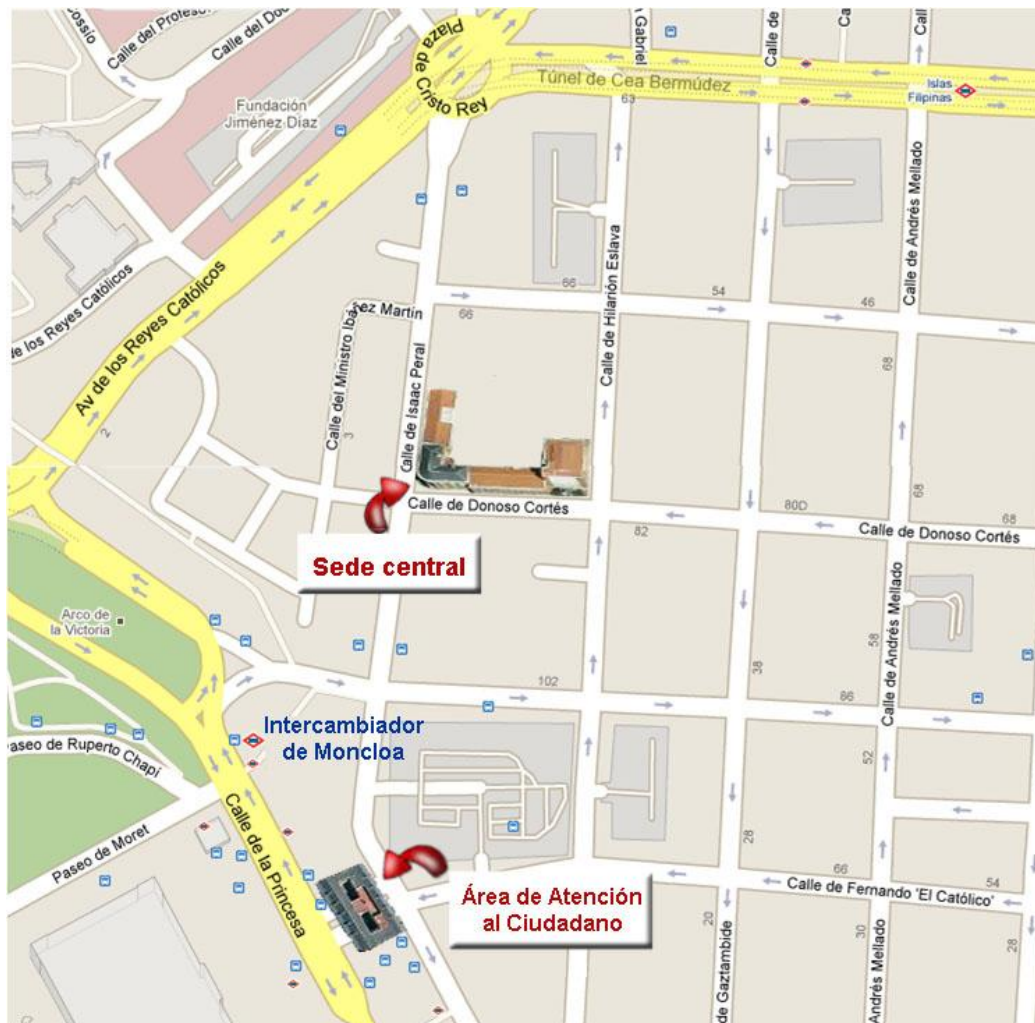 Cossio
Calle del Profesor
Calle del Doc
Plaza de
Cristo Rey
Gabriel
Calle de
Ca
Cal
Túnel de Cea Bermúdez
Islas
Filipinas
63
Fundación
Jiménez Díaz
Av de los Reyes Católicos
de los Reyes Católicos
Calle del Ministro Ibáñez Martín
Calle de Isaac Peral
Calle de Hilarión Eslava
Calle de Andrés Mellado
66
66
54
46
68
2
3
Calle de Donoso Cortés
82
80D
68
68
Calle de Donoso Cortés
Sede central
Arco de
la Victoria
58
Calle de Andrés Mellado
102
38
86
Intercambiador
de Moncloa
Paseo de Ruperto Chapí
52
Calle de la Princesa
Paseo de Moret
28
66
54
Calle de Fernando 'El Católico'
Área de Atención
al Ciudadano
20
de Gaztambide
30
Andrés Mellado
28